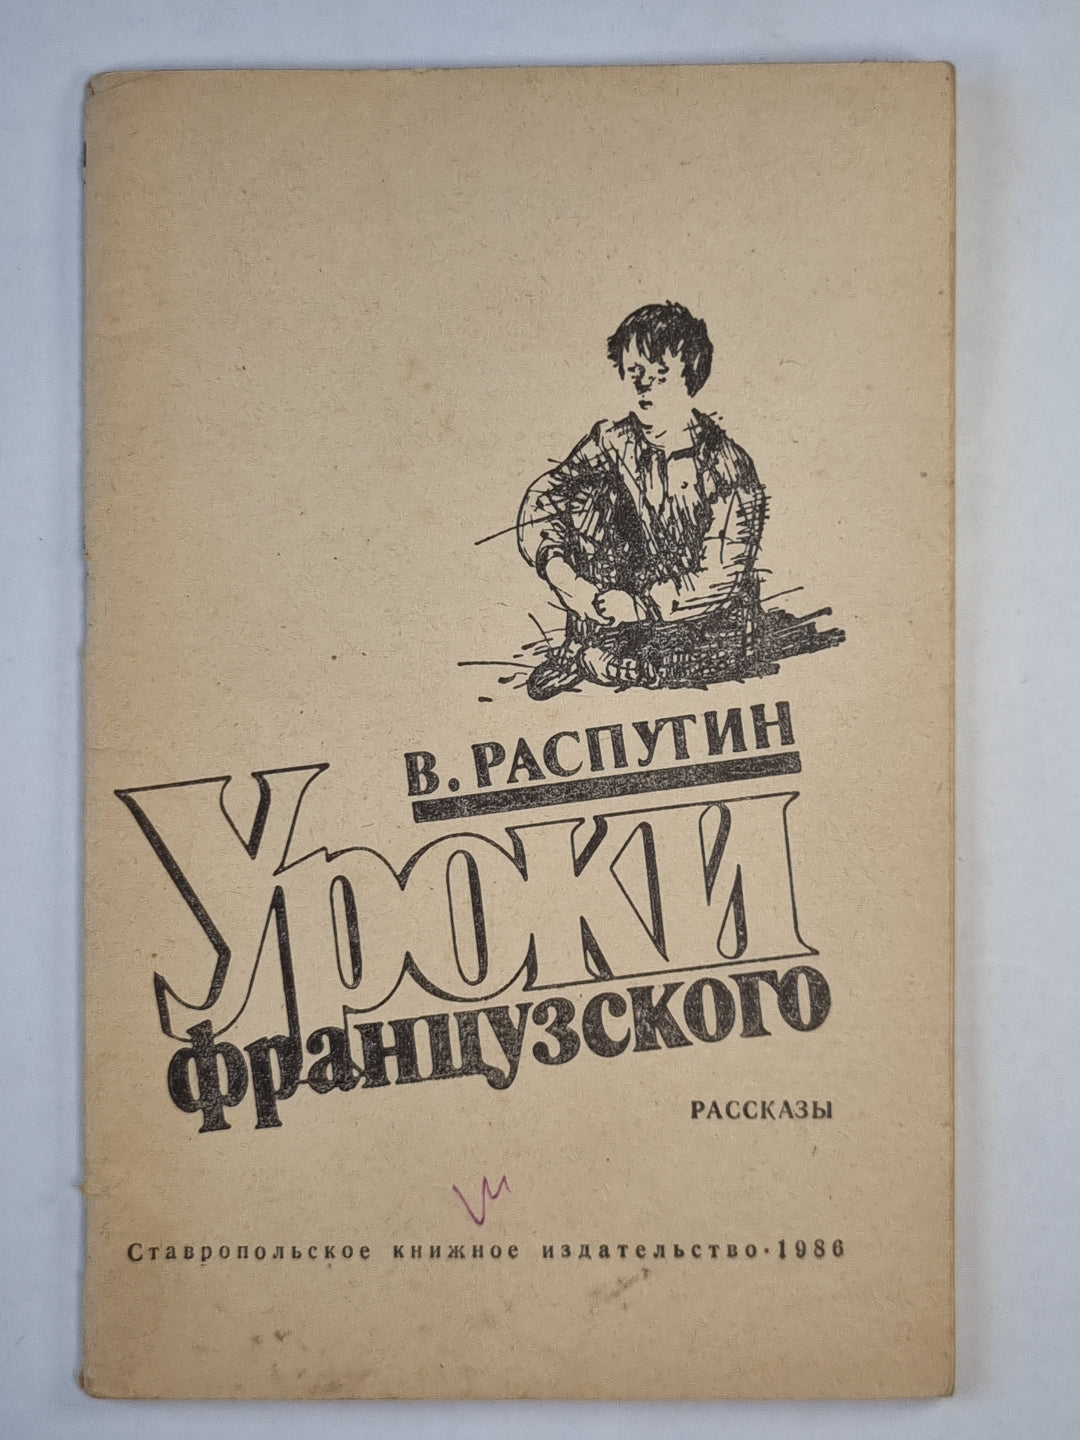 В. РАСПУТИН
Уроки
французского
РАССКАЗЫ
Ставропольское книжное издательство·1986